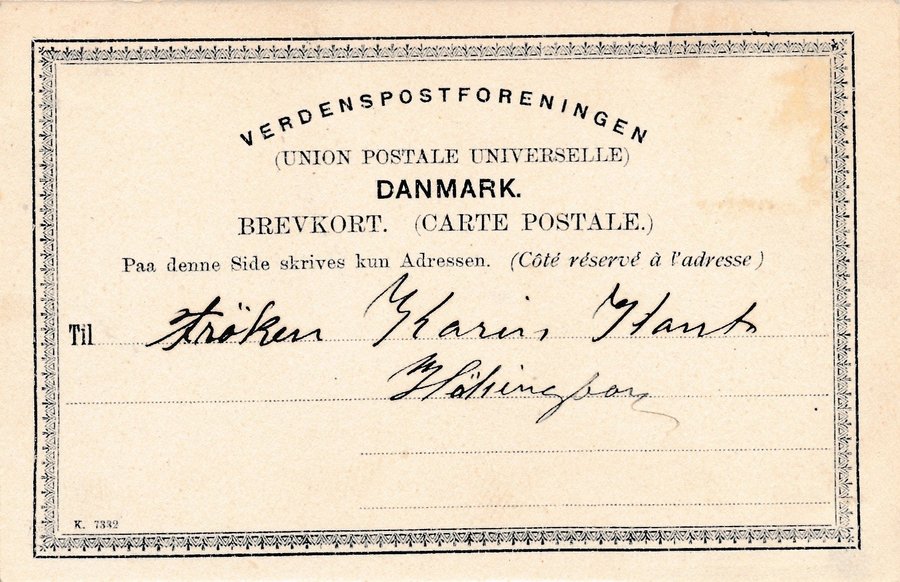 VERDENSPOSTFORENINGEN
(UNION POSTALE UNIVERSELLE)
DANMARK.
BREVKORT. (CARTE POSTALE.)
Paa denne Side skrives kun Adressen. (Côté réservé à l'adresse)
Til Fröken Karin
K. 7332